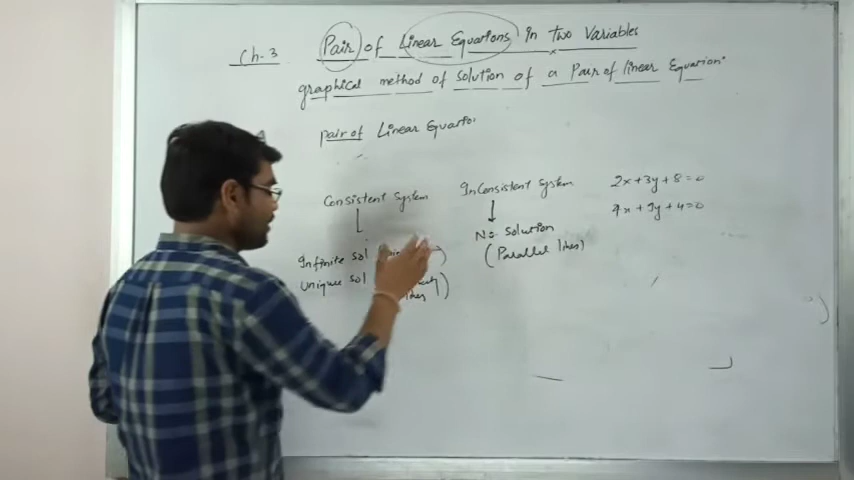 Ch.3
Pair of Linear Equations in two Variables
graphical method of solution of a Pair of linear Equation
pair of Linear Equation
Consistent System
Inconsistent System
2x+3y+8=0
4x+9y+4=0
No solution
(Parallel lines)
Infinite sol
Unique sol
lines)